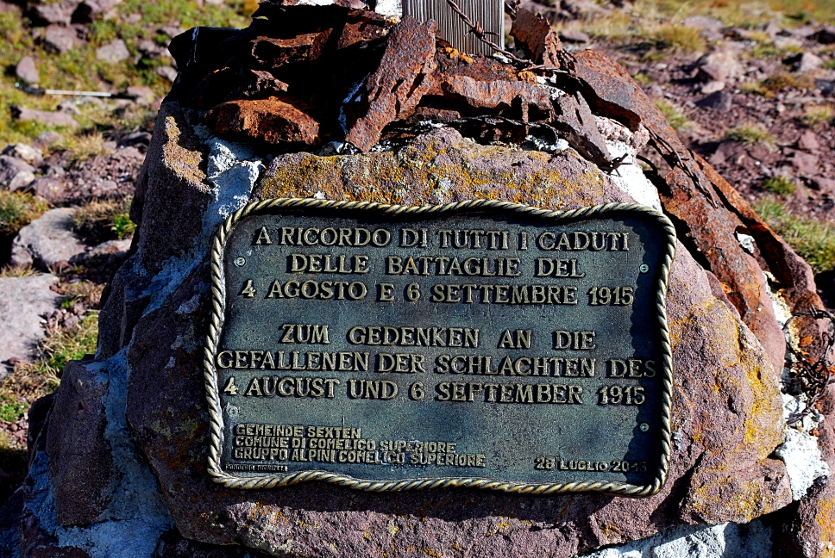 A RICORDO DI TUTTI I CADUTI
DELLE BATTAGLIE DEL
4 AGOSTO E 6 SETTEMBRE 1915
ZUM GEDENKEN AN DIE
GEFALLENEN DER SCHLACHTEN DES
4 AUGUST UND 6 SEPTEMBER 1915
GEMEINDE SEXTEN
COMUNE DI COMELICO SUPERIORE
GRUPPO ALPINI COMELICO SUPERIORE
LUGLIO